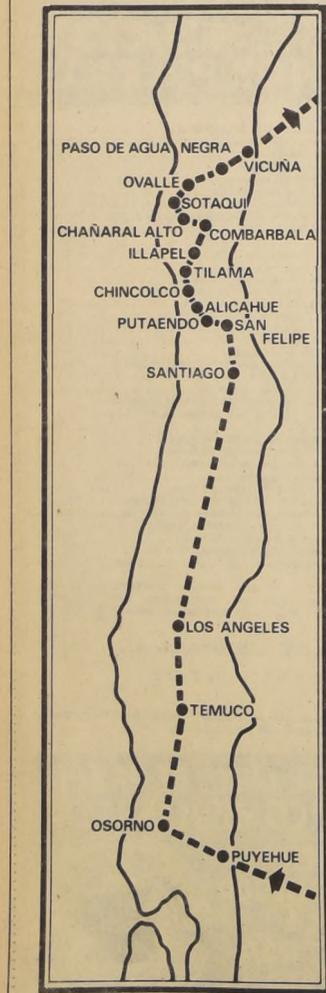 PASO DE AGUA NEGRA
VICUÑA
OVALLE
SOTAQUI
CHAÑARAL ALTO
COMBARBALA
ILLAPEL
TILAMA
CHINCOLCO
ALICAHUE
PUTAENDO
SAN
FELIPE
SANTIAGO
LOS ANGELES
TEMUCO
OSORNO
PUYEHUE